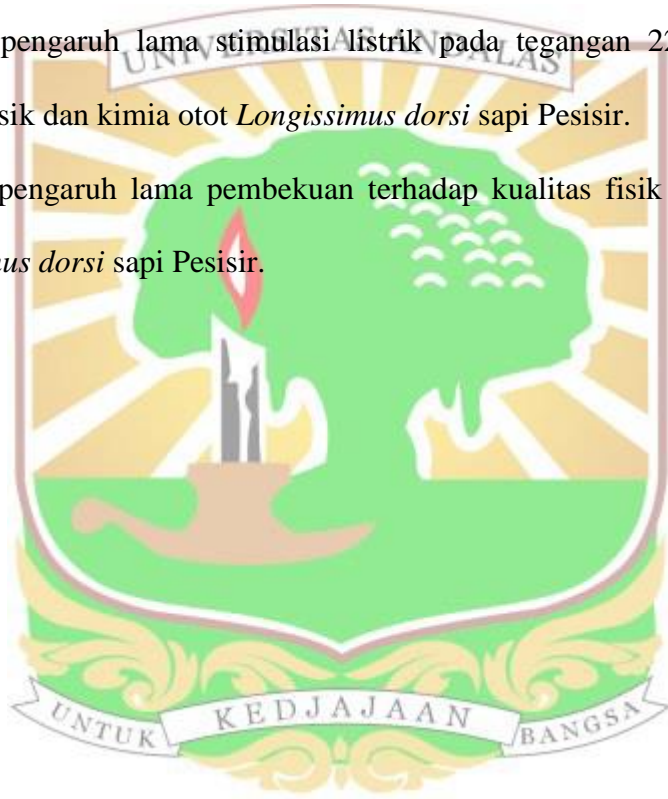 pengaruh lama stimulasi listrik pada tegangan 22
UNIVERSITAS ANDALAS
sik dan kimia otot Longissimus dorsi sapi Pesisir.
pengaruh lama pembekuan terhadap kualitas fisik
us dorsi sapi Pesisir.
UNTUK KEDJAJAAN BANGSA